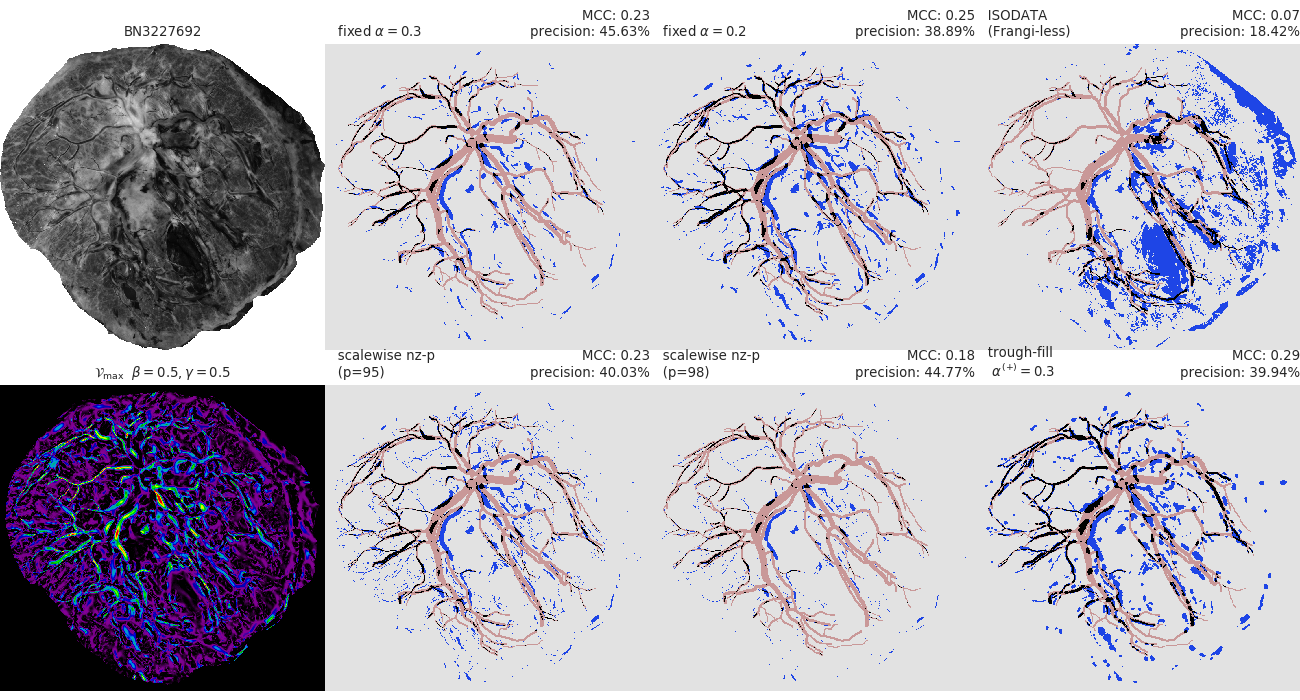 BN3227692
fixed α = 0.3
MCC: 0.23
precision: 45.63%
fixed α = 0.2
MCC: 0.25
precision: 38.89%
ISODATA
(Frangi-less)
MCC: 0.07
precision: 18.42%
𝒱max β = 0.5, γ = 0.5
scalewise nz-p
(p=95)
MCC: 0.23
precision: 40.03%
scalewise nz-p
(p=98)
MCC: 0.18
precision: 44.77%
trough-fill
α⁽⁺⁾ = 0.3
MCC: 0.29
precision: 39.94%